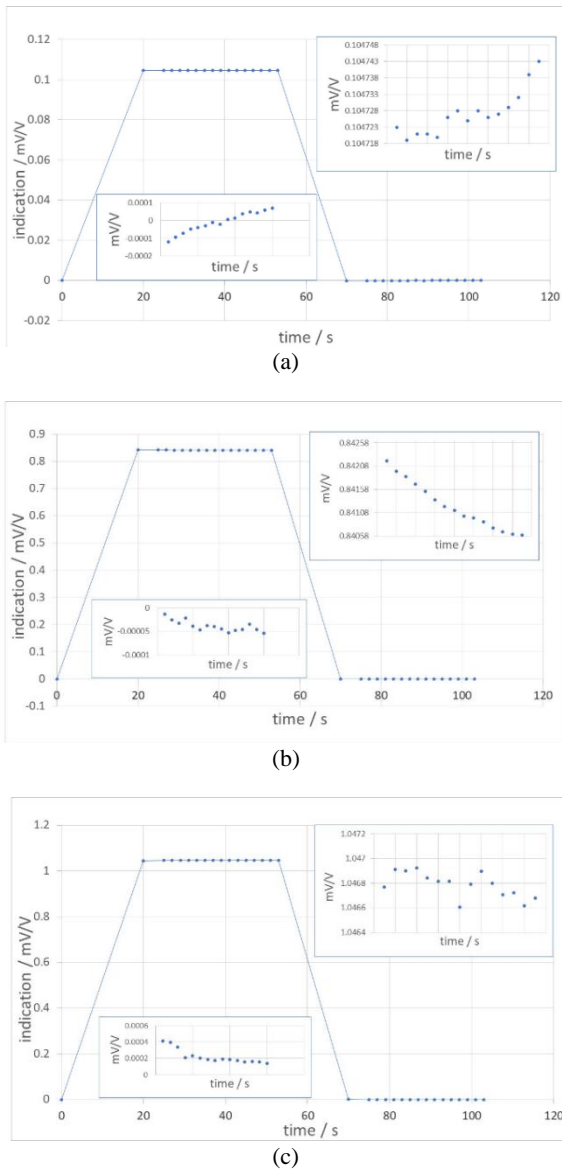 0.12
0.1
0.08
0.06
0.04
0.02
0
-0.02
indication / mV/V
0 20 40 60 80 100 120
time / s
0.104748
0.104743
0.104738
0.104733
0.104728
0.104723
0.104718
mV/V
time / s
0.0001
0
-0.0001
-0.0002
mV/V
time / s
(a)
0.9
0.8
0.7
0.6
0.5
0.4
0.3
0.2
0.1
0
-0.1
indication / mV/V
0 20 40 60 80 100 120
time / s
0.84258
0.84208
0.84158
0.84108
0.84058
mV/V
time / s
0
-0.00005
-0.0001
mV/V
time / s
(b)
1.2
1
0.8
0.6
0.4
0.2
0
indication / mV/V
0 20 40 60 80 100 120
time / s
1.0472
1.047
1.0468
1.0466
1.0464
mV/V
time / s
0.0006
0.0004
0.0002
0
mV/V
time / s
(c)